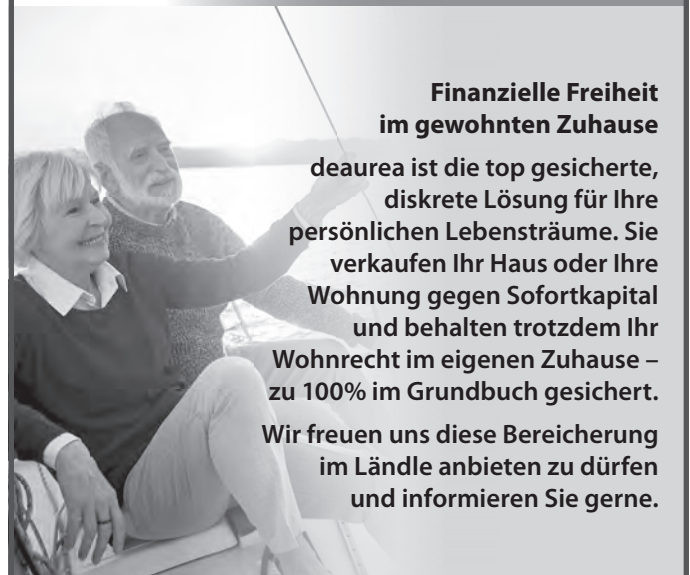 Finanzielle Freiheit
im gewohnten Zuhause
deaurea ist die top gesicherte,
diskrete Lösung für Ihre
persönlichen Lebensträume. Sie
verkaufen Ihr Haus oder Ihre
Wohnung gegen Sofortkapital
und behalten trotzdem Ihr
Wohnrecht im eigenen Zuhause –
zu 100% im Grundbuch gesichert.
Wir freuen uns diese Bereicherung
im Ländle anbieten zu dürfen
und informieren Sie gerne.